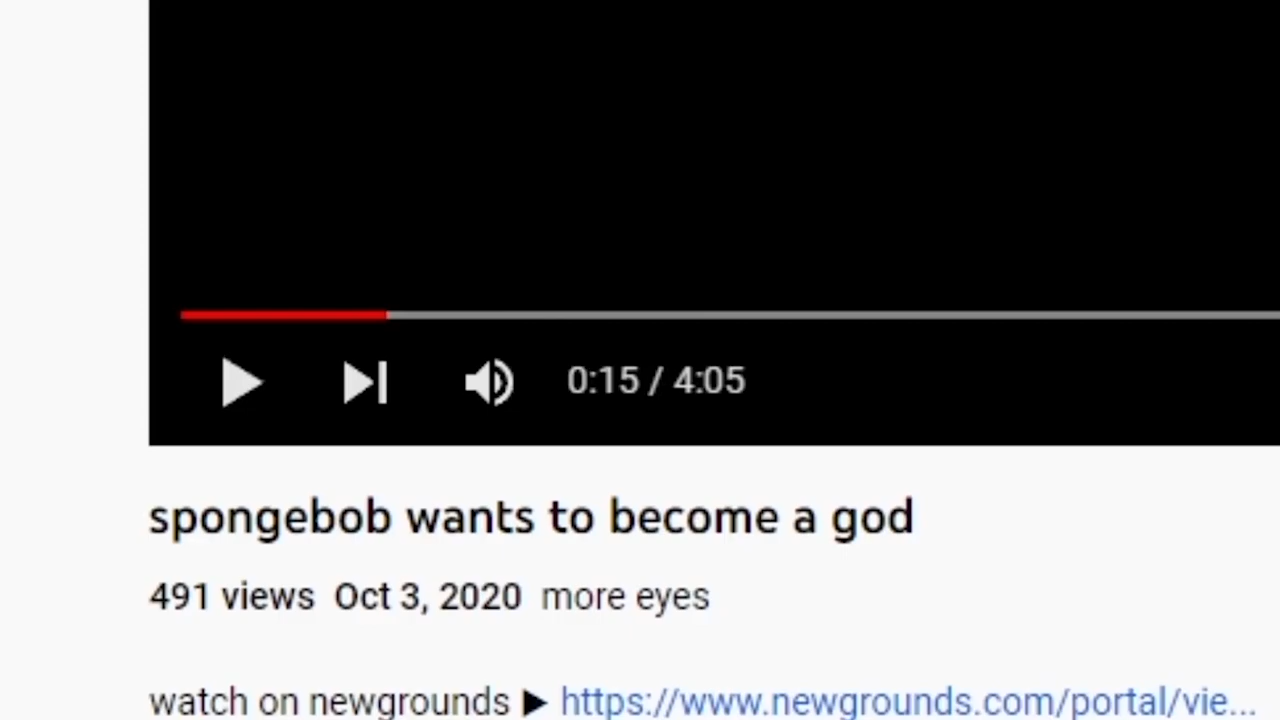 0:15 / 4:05
spongebob wants to become a god
491 views Oct 3, 2020 more eyes
watch on newgrounds ▶ https://www.newgrounds.com/portal/vie...